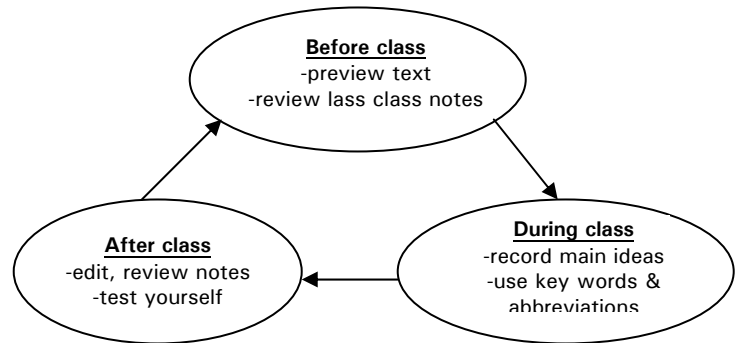 Before class
-preview text
-review lass class notes
After class
-edit, review notes
-test yourself
During class
-record main ideas
-use key words &
abbreviations